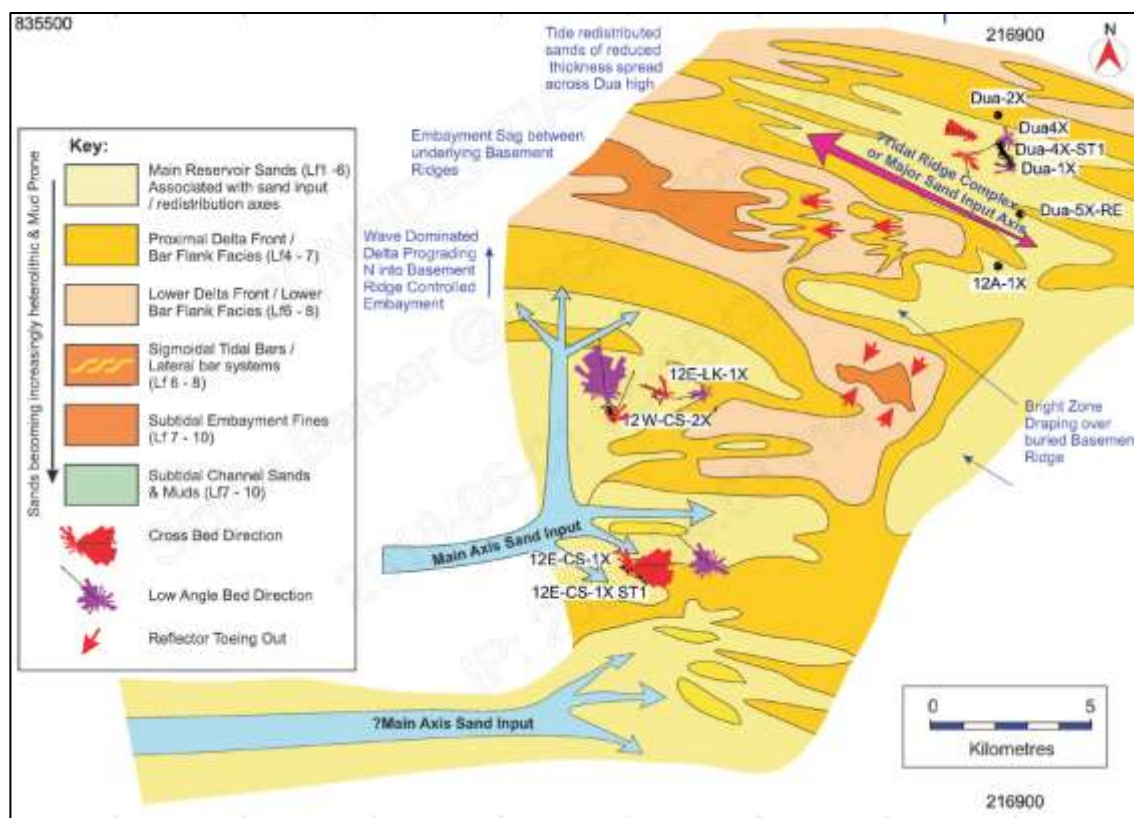 835500
216900
N
Tide redistributed
sands of reduced
thickness spread
across Dua high
Embayment Sag between
underlying Basement
Ridges
Wave Dominated
Delta Prograding
N into Basement
Ridge Controlled
Embayment
Dua-2X
Dua4X
Dua-4X-ST1
Dua-1X
Dua-5X-RE
12A-1X
?Tidal Ridge Complex
or Major Sand Input Axis
Key:
Main Reservoir Sands (Lf1 -6)
Associated with sand input
/ redistribution axes
Proximal Delta Front /
Bar Flank Facies (Lf4 - 7)
Lower Delta Front / Lower
Bar Flank Facies (Lf6 - 8)
Sigmoidal Tidal Bars /
Lateral bar systems
(Lf 6 - 8)
Subtidal Embayment Fines
(Lf 7 - 10)
Subtidal Channel Sands
& Muds (Lf7 - 10)
Cross Bed Direction
Low Angle Bed Direction
Reflector Toeing Out
Sands becoming increasingly heterolithic & Mud Prone
12E-LK-1X
12W-CS-2X
Bright Zone
Draping over
buried Basement
Ridge
Main Axis Sand Input
12E-CS-1X
12E-CS-1X ST1
?Main Axis Sand Input
0 5
Kilometres
216900